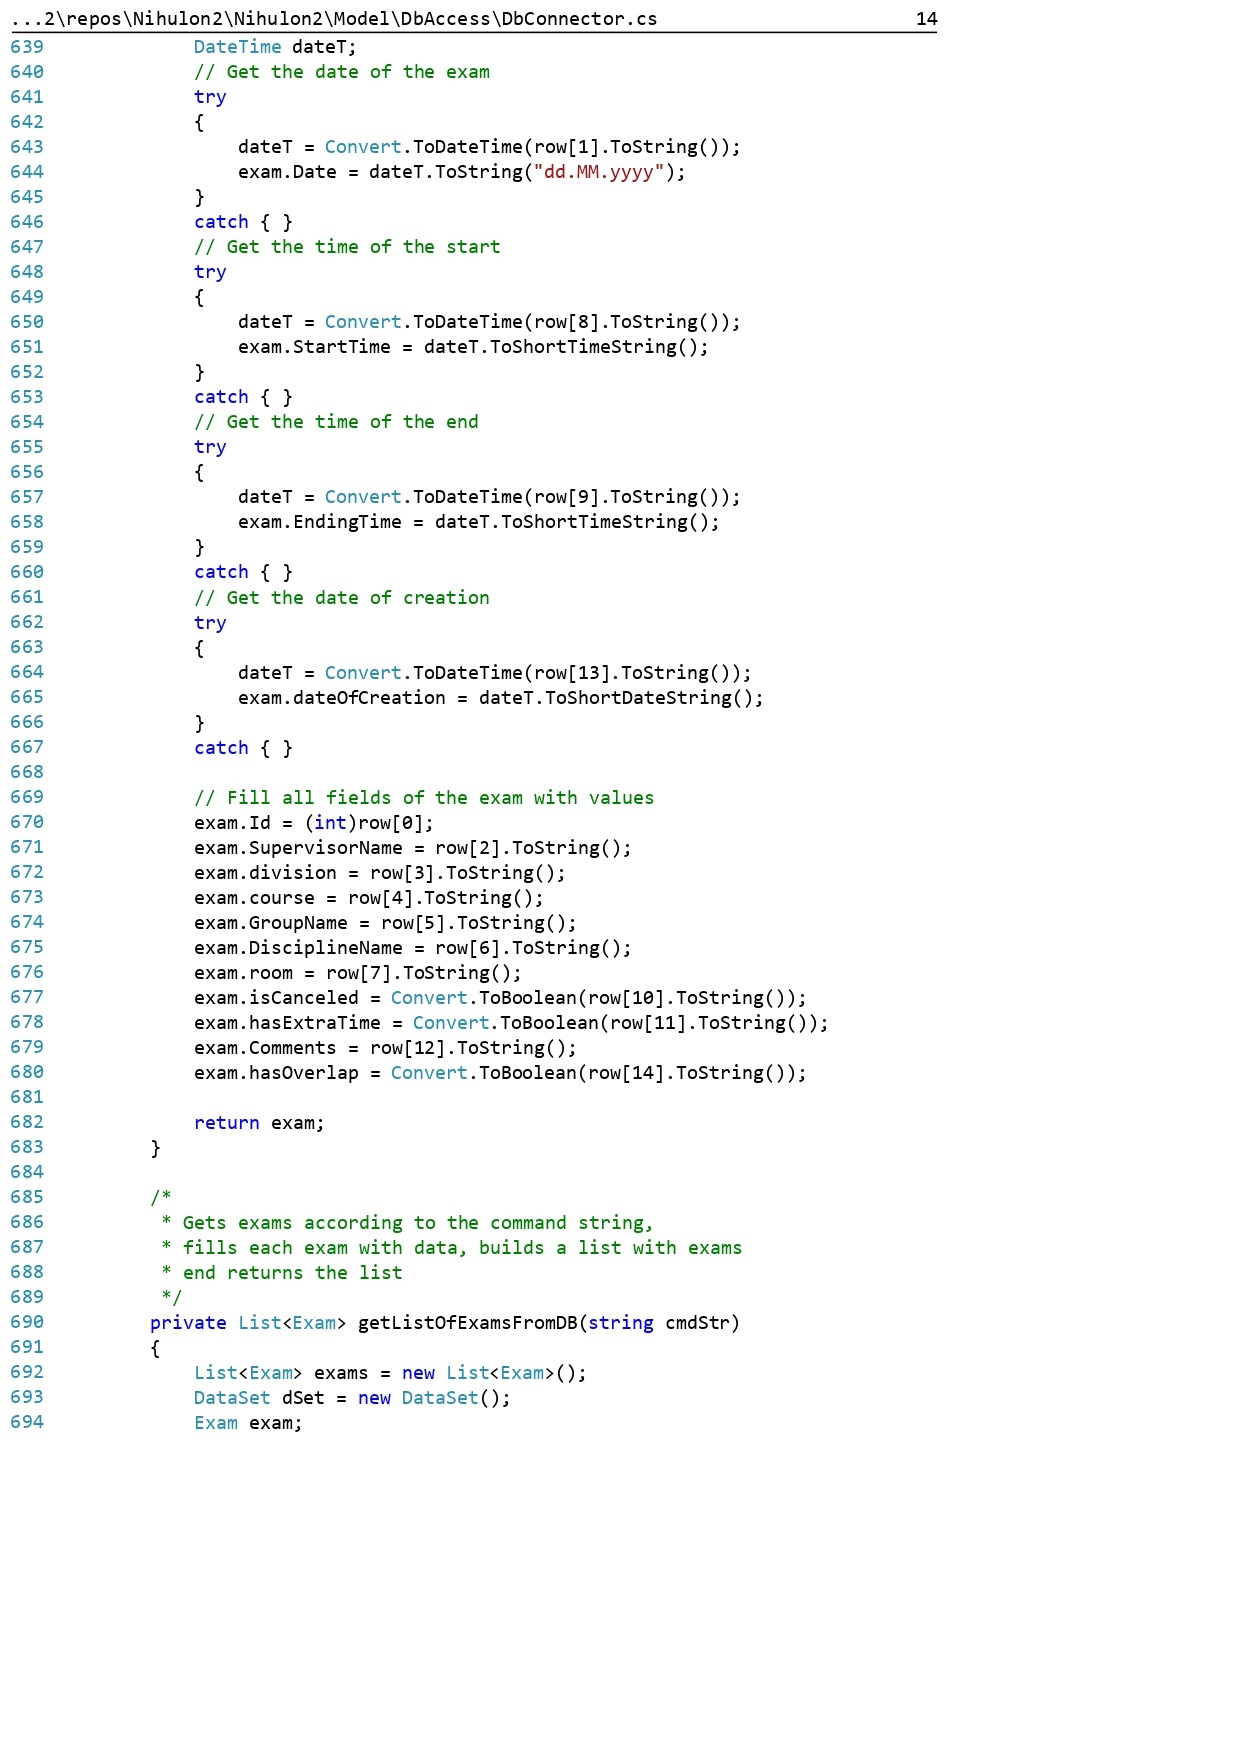 ...2\repos\Nihulon2\Nihulon2\Model\DbAccess\DbConnector.cs 14
639 DateTime dateT;
640 // Get the date of the exam
641 try
642 {
643 dateT = Convert.ToDateTime(row[1].ToString());
644 exam.Date = dateT.ToString("dd.MM.yyyy");
645 }
646 catch { }
647 // Get the time of the start
648 try
649 {
650 dateT = Convert.ToDateTime(row[8].ToString());
651 exam.StartTime = dateT.ToShortTimeString();
652 }
653 catch { }
654 // Get the time of the end
655 try
656 {
657 dateT = Convert.ToDateTime(row[9].ToString());
658 exam.EndingTime = dateT.ToShortTimeString();
659 }
660 catch { }
661 // Get the date of creation
662 try
663 {
664 dateT = Convert.ToDateTime(row[13].ToString());
665 exam.dateOfCreation = dateT.ToShortDateString();
666 }
667 catch { }
668
669 // Fill all fields of the exam with values
670 exam.Id = (int)row[0];
671 exam.SupervisorName = row[2].ToString();
672 exam.division = row[3].ToString();
673 exam.course = row[4].ToString();
674 exam.GroupName = row[5].ToString();
675 exam.DisciplineName = row[6].ToString();
676 exam.room = row[7].ToString();
677 exam.isCanceled = Convert.ToBoolean(row[10].ToString());
678 exam.hasExtraTime = Convert.ToBoolean(row[11].ToString());
679 exam.Comments = row[12].ToString();
680 exam.hasOverlap = Convert.ToBoolean(row[14].ToString());
681
682 return exam;
683 }
684
685 /*
686 * Gets exams according to the command string,
687 * fills each exam with data, builds a list with exams
688 * end returns the list
689 */
690 private List<Exam> getListOfExamsFromDB(string cmdStr)
691 {
692 List<Exam> exams = new List<Exam>();
693 DataSet dSet = new DataSet();
694 Exam exam;